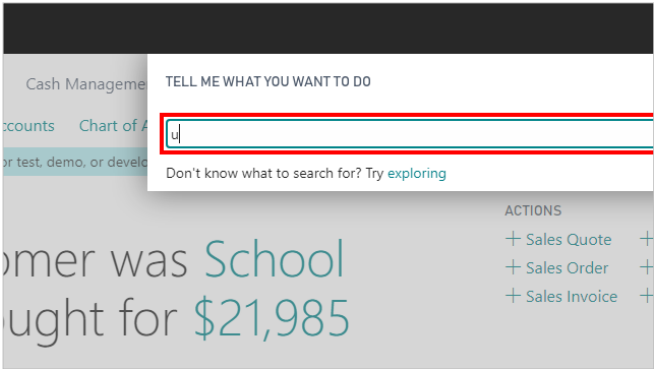 TELL ME WHAT YOU WANT TO DO
Cash Manageme
u
ccounts Chart of A
or test, demo, or develo
Don't know what to search for? Try exploring
ACTIONS
+ Sales Quote +
+ Sales Order +
+ Sales Invoice +
omer was School
ought for $21,985